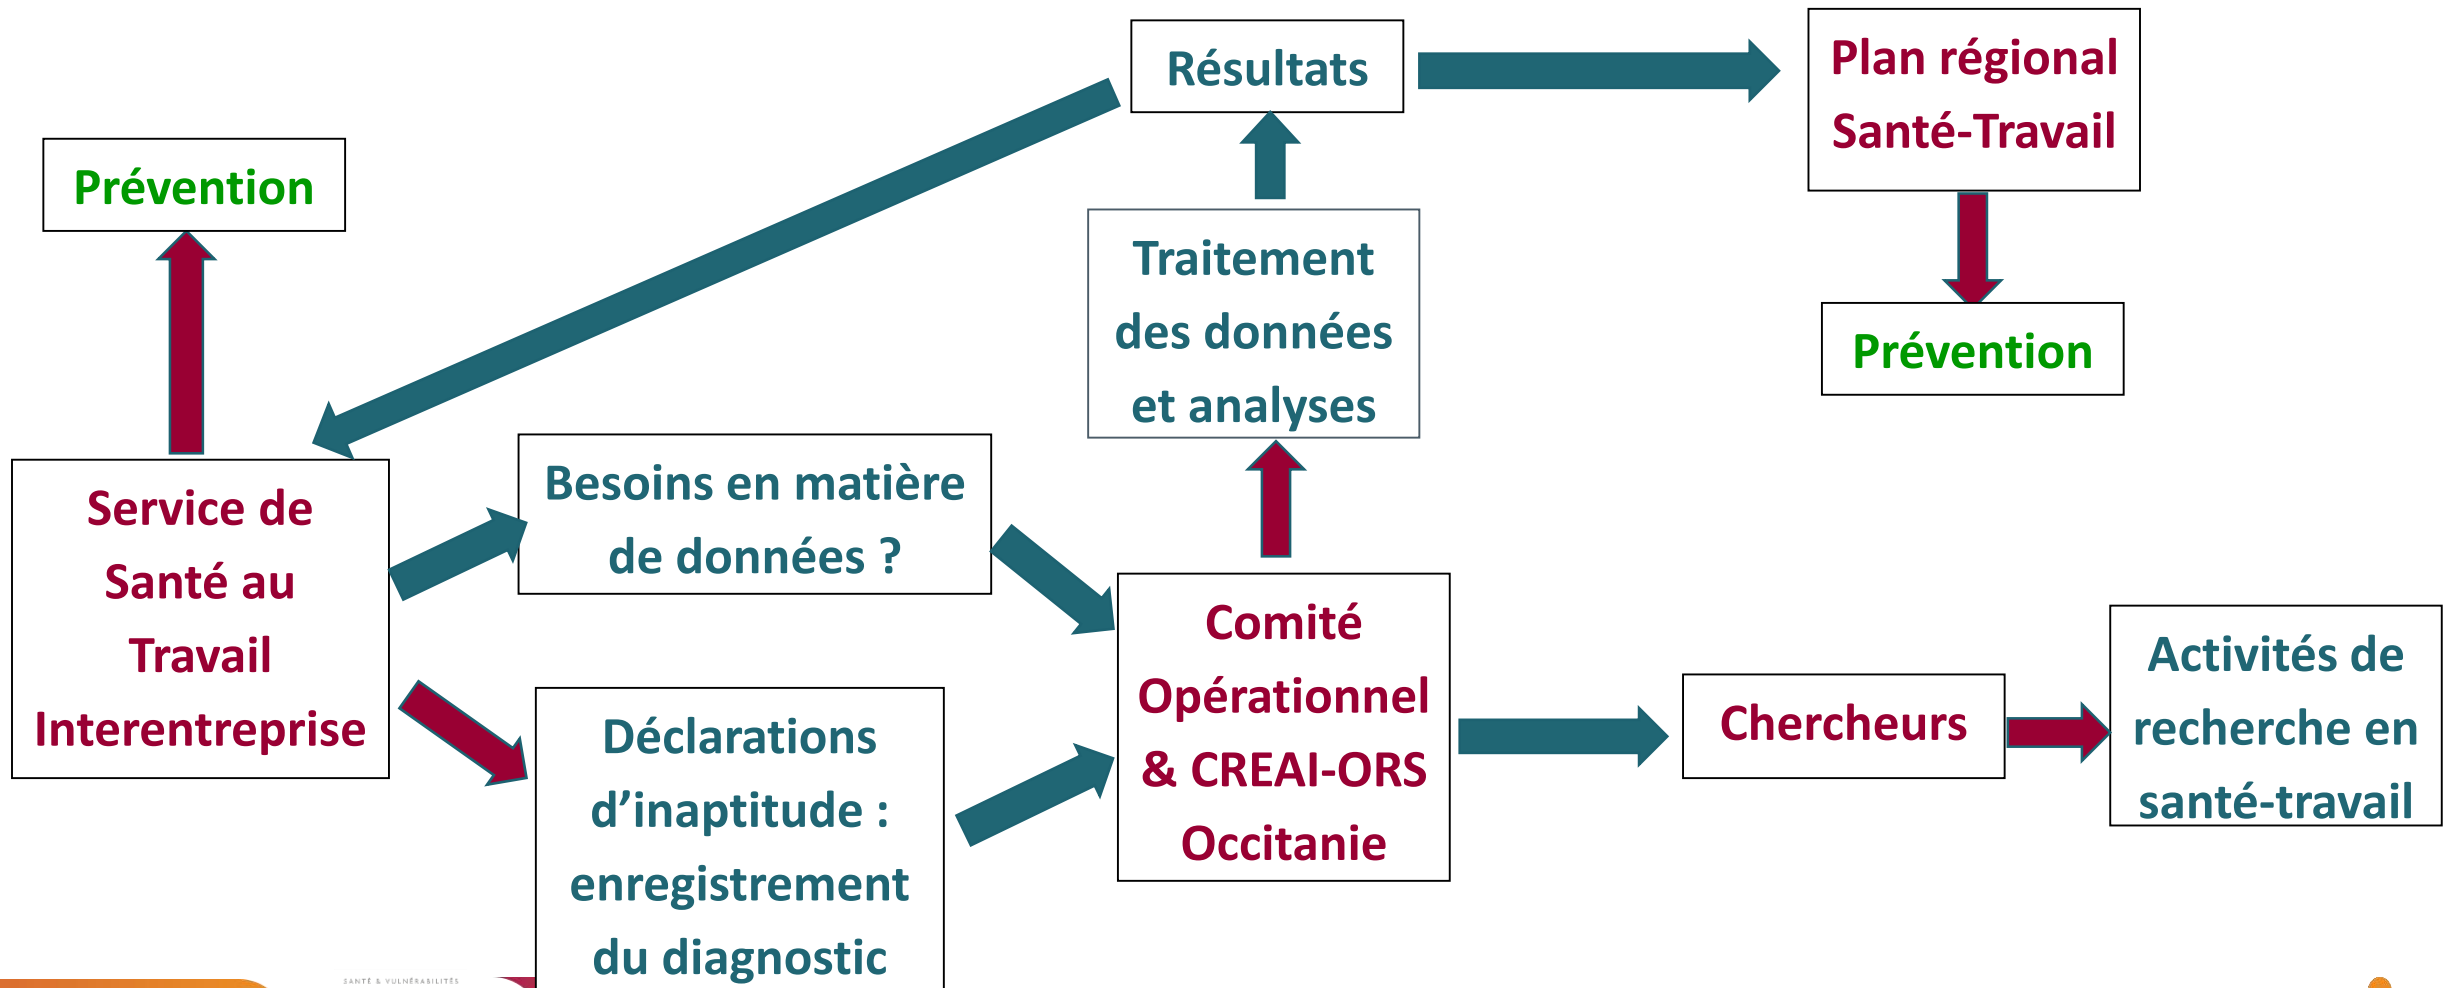 Résultats
Plan régional
Santé-Travail
Prévention
Traitement
des données
et analyses
Prévention
Service de
Santé au
Travail
Interentreprise
Besoins en matière
de données ?
Déclarations
d’inaptitude :
enregistrement
du diagnostic
Comité
Opérationnel
& CREAI-ORS
Occitanie
Chercheurs
Activités de
recherche en
santé-travail
SANTÉ & VULNÉRABILITÉS